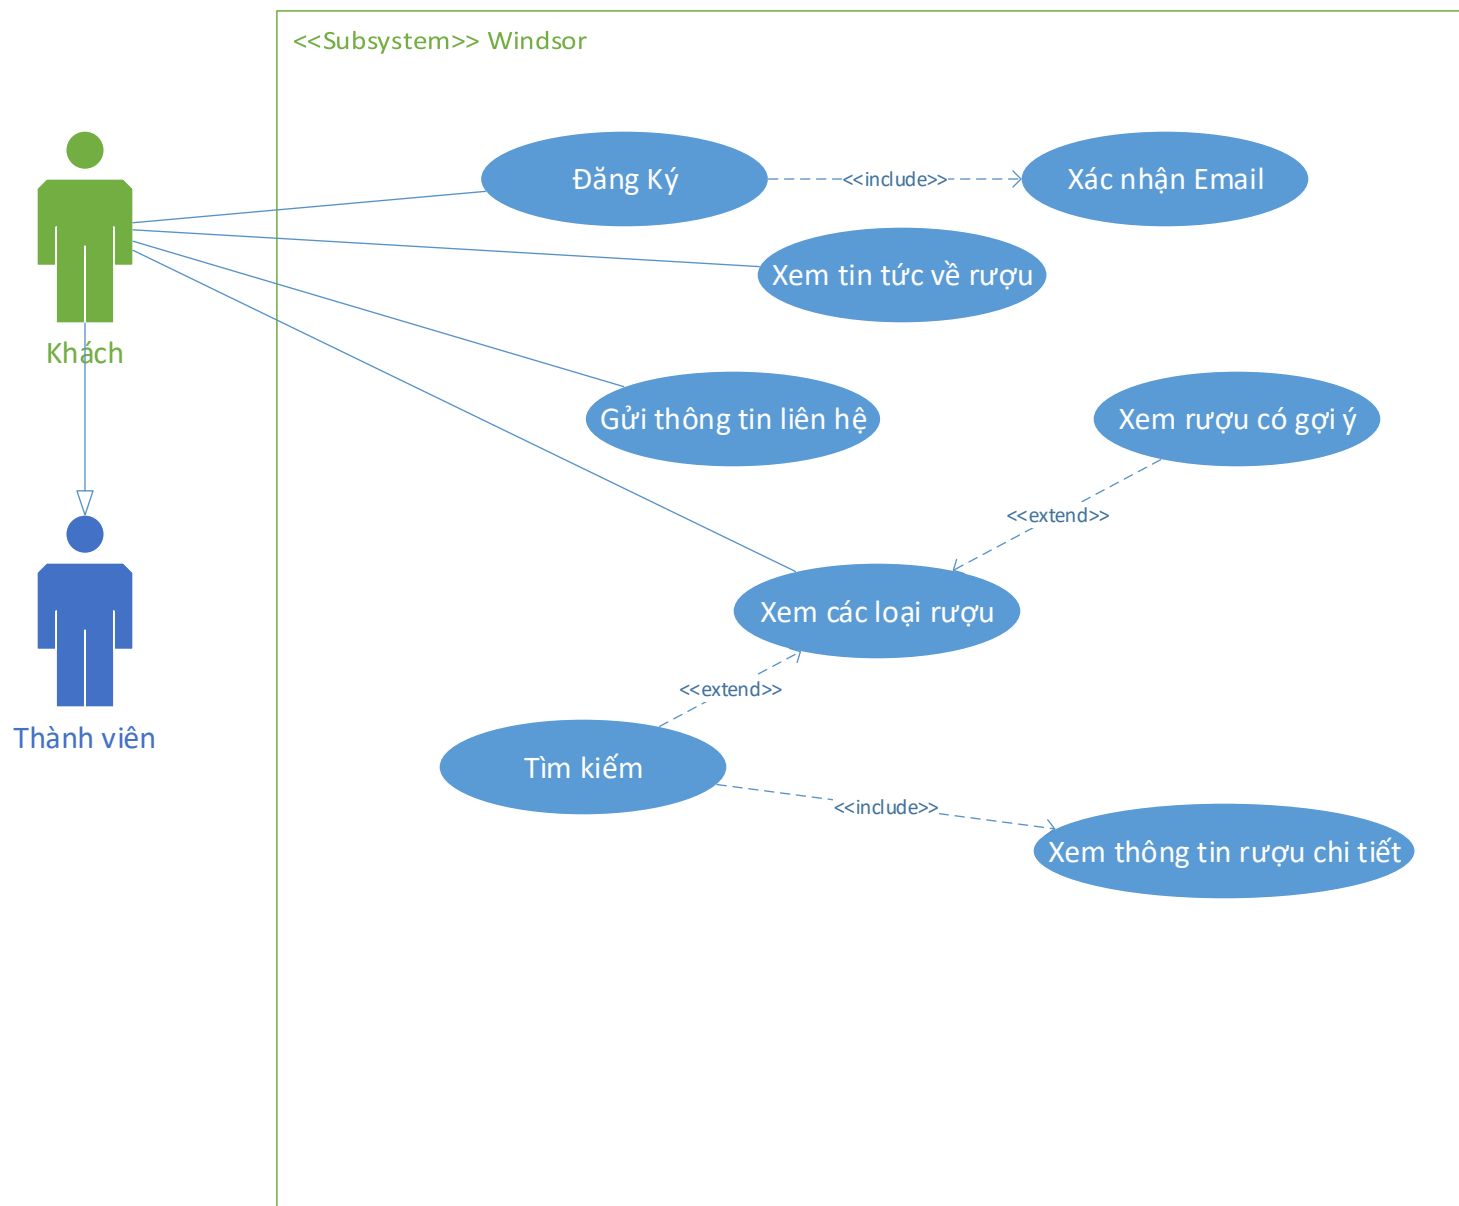 <<Subsystem>> Windsor
Đăng Ký
<<include>>
Xác nhận Email
Xem tin tức về rượu
Khách
Gửi thông tin liên hệ
Xem rượu có gợi ý
<<extend>>
Xem các loại rượu
<<extend>>
Thành viên
Tìm kiếm
<<include>>
Xem thông tin rượu chi tiết